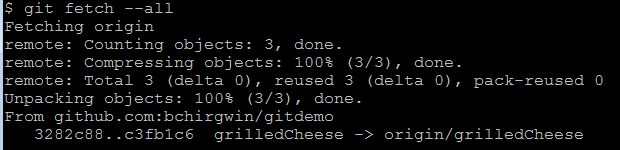 $ git fetch --all
Fetching origin
remote: Counting objects: 3, done.
remote: Compressing objects: 100% (3/3), done.
remote: Total 3 (delta 0), reused 3 (delta 0), pack-reused 0
Unpacking objects: 100% (3/3), done.
From github.com:bchirgwin/gitdemo
   3282c88..c3fb1c6  grilledCheese -> origin/grilledCheese